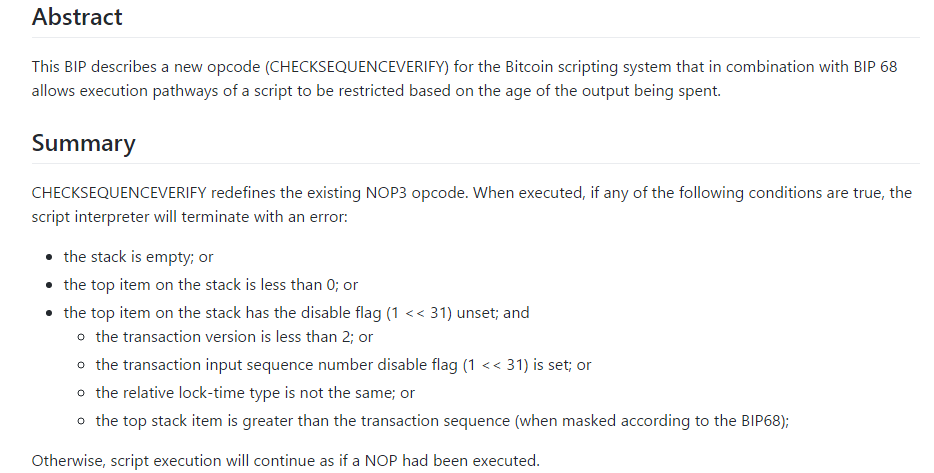 Abstract
This BIP describes a new opcode (CHECKSEQUENCEVERIFY) for the Bitcoin scripting system that in combination with BIP 68
allows execution pathways of a script to be restricted based on the age of the output being spent.
Summary
CHECKSEQUENCEVERIFY redefines the existing NOP3 opcode. When executed, if any of the following conditions are true, the
script interpreter will terminate with an error:
• the stack is empty; or
• the top item on the stack is less than 0; or
• the top item on the stack has the disable flag (1 << 31) unset; and
◦ the transaction version is less than 2; or
◦ the transaction input sequence number disable flag (1 << 31) is set; or
◦ the relative lock-time type is not the same; or
◦ the top stack item is greater than the transaction sequence (when masked according to the BIP68);
Otherwise, script execution will continue as if a NOP had been executed.